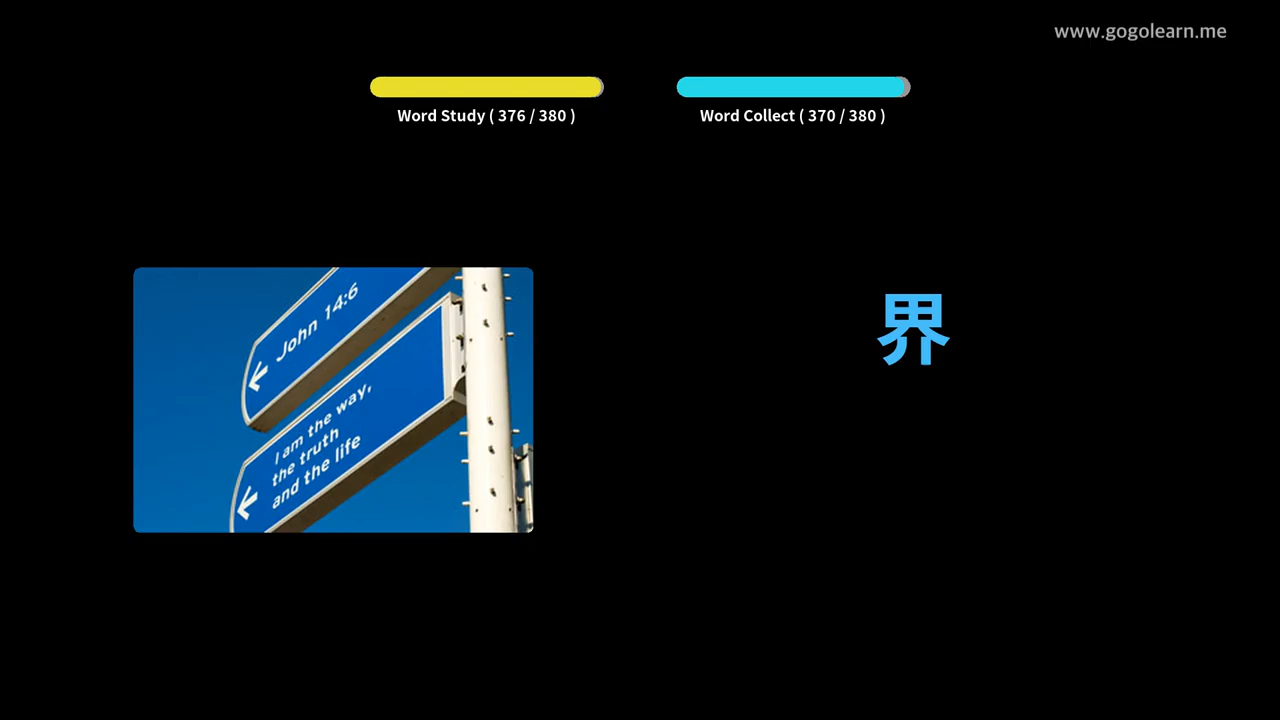 www.gogolearn.me
Word Study ( 376 / 380 )
Word Collect ( 370 / 380 )
John 14:6
I am the way,
the truth
and the life
界